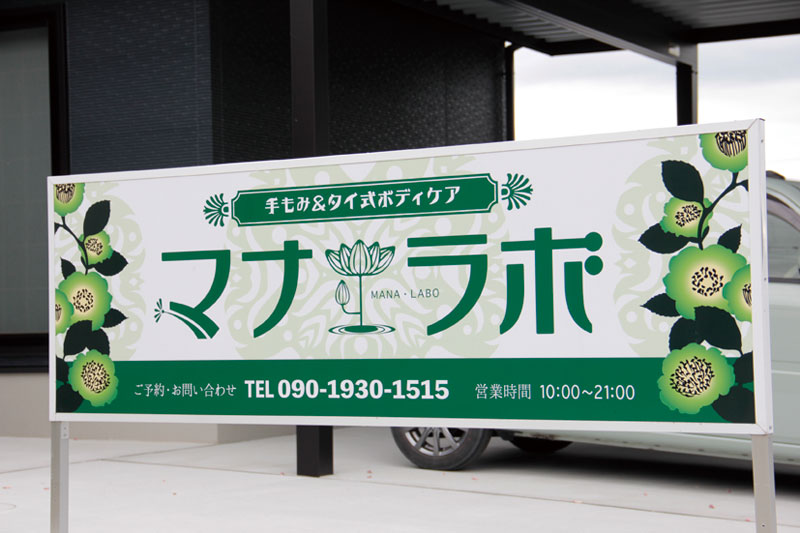 手もみ&タイ式ボディケア
マナ・ラボ
MANA・LABO
ご予約・お問い合わせ TEL 090-1930-1515 営業時間 10:00〜21:00